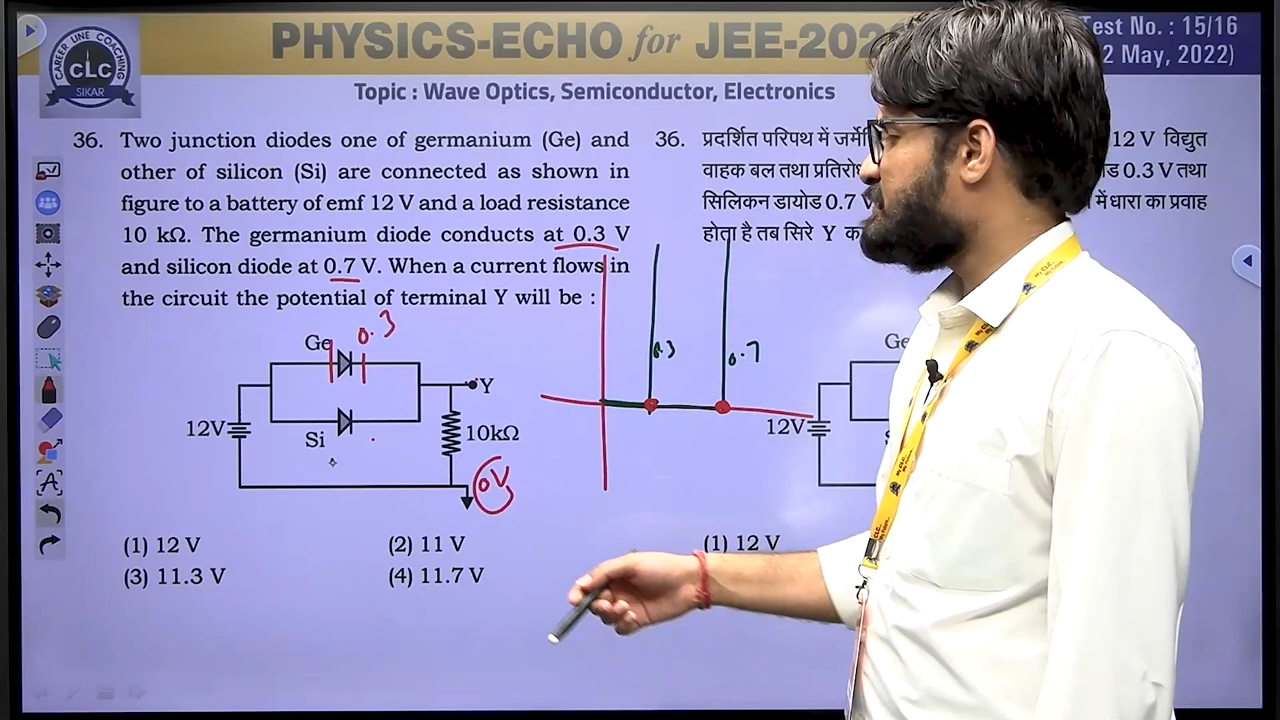 CAREER LINE COACHING
CLC
SIKAR
PHYSICS-ECHO for JEE-202
Test No. : 15/16
2 May, 2022)
Topic : Wave Optics, Semiconductor, Electronics
36. Two junction diodes one of germanium (Ge) and
other of silicon (Si) are connected as shown in
figure to a battery of emf 12 V and a load resistance
10 kΩ. The germanium diode conducts at 0.3 V
and silicon diode at 0.7 V. When a current flows in
the circuit the potential of terminal Y will be :
Ge
0.3
Y
12V
Si
10kΩ
0V
(1) 12 V (2) 11 V
(3) 11.3 V (4) 11.7 V
36. प्रदर्शित परिपथ में 12 V विद्युत
वाहक बल तथा 0.3 V तथा
सिलिकन डायोड 0.7 में धारा का प्रवाह
होता है तब सिरे Y
0.3
0.7
Ge
12V
(1) 12 V